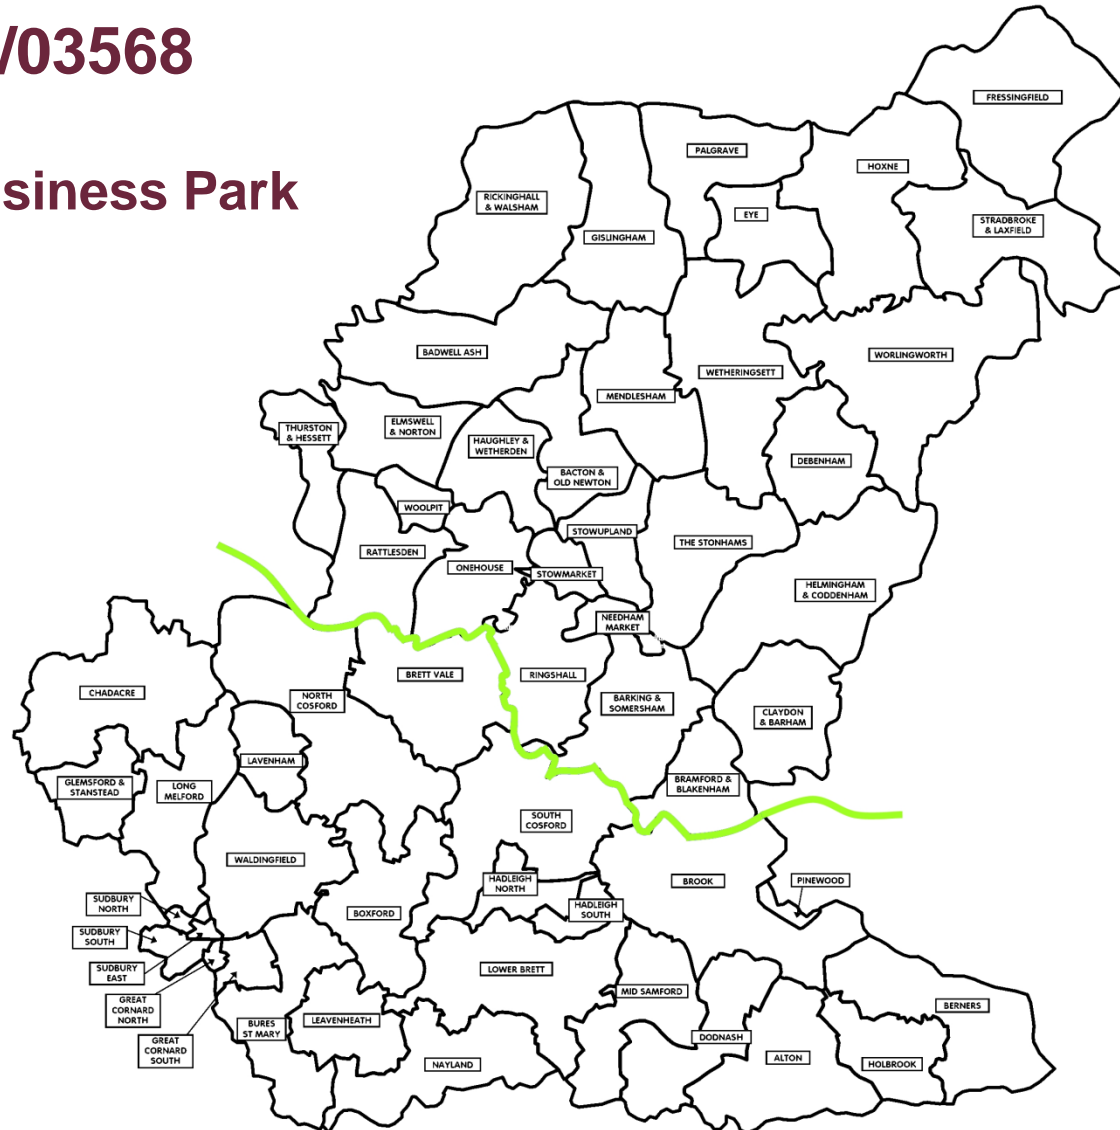 /03568
siness Park
FRESSINGFIELD
PALGRAVE
HOXNE
RICKINGHALL
& WALSHAM
EYE
STRADBROKE
& LAXFIELD
GISLINGHAM
BADWELL ASH
WORLINGWORTH
WETHERINGSETT
MENDLESHAM
THURSTON
& HESSETT
ELMSWELL
& NORTON
HAUGHLEY &
WETHERDEN
DEBENHAM
BACTON &
OLD NEWTON
WOOLPIT
STOWUPLAND
THE STONHAMS
RATTLESDEN
ONEHOUSE
STOWMARKET
HELMINGHAM
& CODDENHAM
NEEDHAM
MARKET
BRETT VALE
RINGSHALL
CHADACRE
NORTH
COSFORD
BARKING &
SOMERSHAM
CLAYDON
& BARHAM
LAVENHAM
GLEMSFORD &
STANSTEAD
LONG
MELFORD
BRAMFORD &
BLAKENHAM
SOUTH
COSFORD
WALDINGFIELD
HADLEIGH
NORTH
BROOK
PINEWOOD
SUDBURY
NORTH
BOXFORD
HADLEIGH
SOUTH
SUDBURY
SOUTH
SUDBURY
EAST
LOWER BRETT
MID SAMFORD
BERNERS
GREAT
CORNARD
NORTH
BURES
ST MARY
LEAVENHEATH
DODNASH
GREAT
CORNARD
SOUTH
NAYLAND
ALTON
HOLBROOK